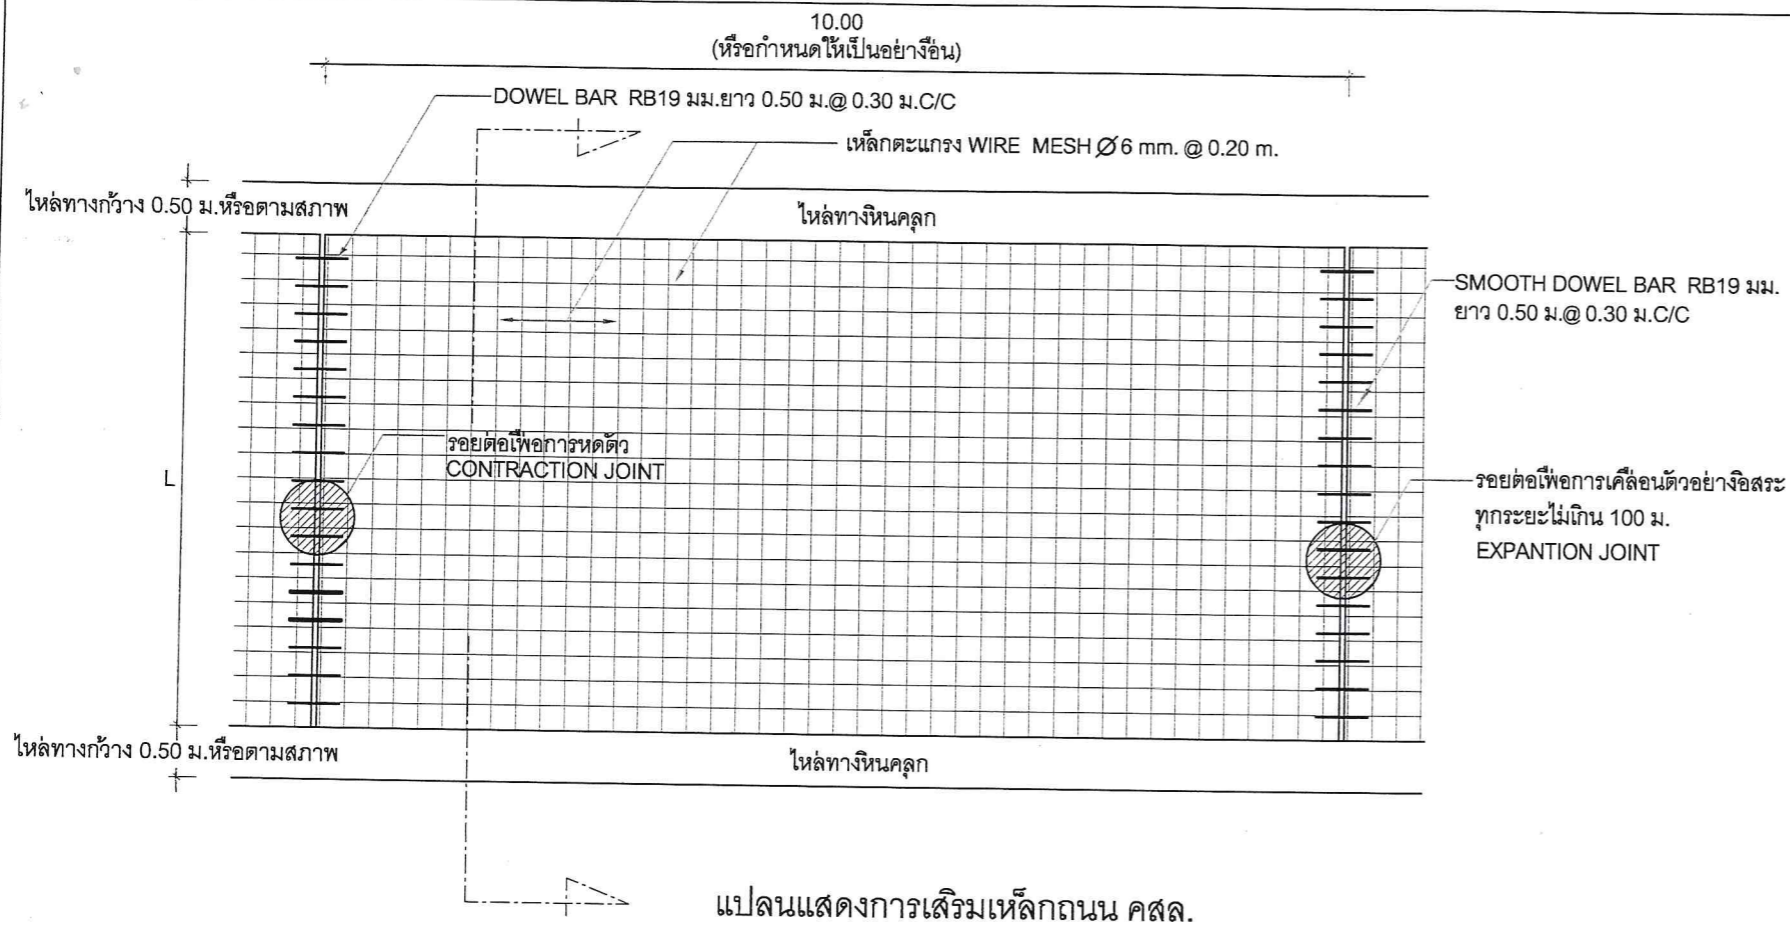 10.00
(หรือกำหนดให้เป็นอย่างอื่น)
DOWEL BAR RB19 มม.ยาว 0.50 ม.@ 0.30 ม.C/C
เหล็กตะแกรง WIRE MESH Ø 6 mm. @ 0.20 m.
ไหล่ทางกว้าง 0.50 ม.หรือตามสภาพ
ไหล่ทางหินคลุก
SMOOTH DOWEL BAR RB19 มม.
ยาว 0.50 ม.@ 0.30 ม.C/C
รอยต่อเพื่อการหดตัว
CONTRACTION JOINT
L
รอยต่อเพื่อการเคลื่อนตัวอย่างอิสระ
ทุกระยะไม่เกิน 100 ม.
EXPANTION JOINT
ไหล่ทางกว้าง 0.50 ม.หรือตามสภาพ
ไหล่ทางหินคลุก
แปลนแสดงการเสริมเหล็กถนน คสล.